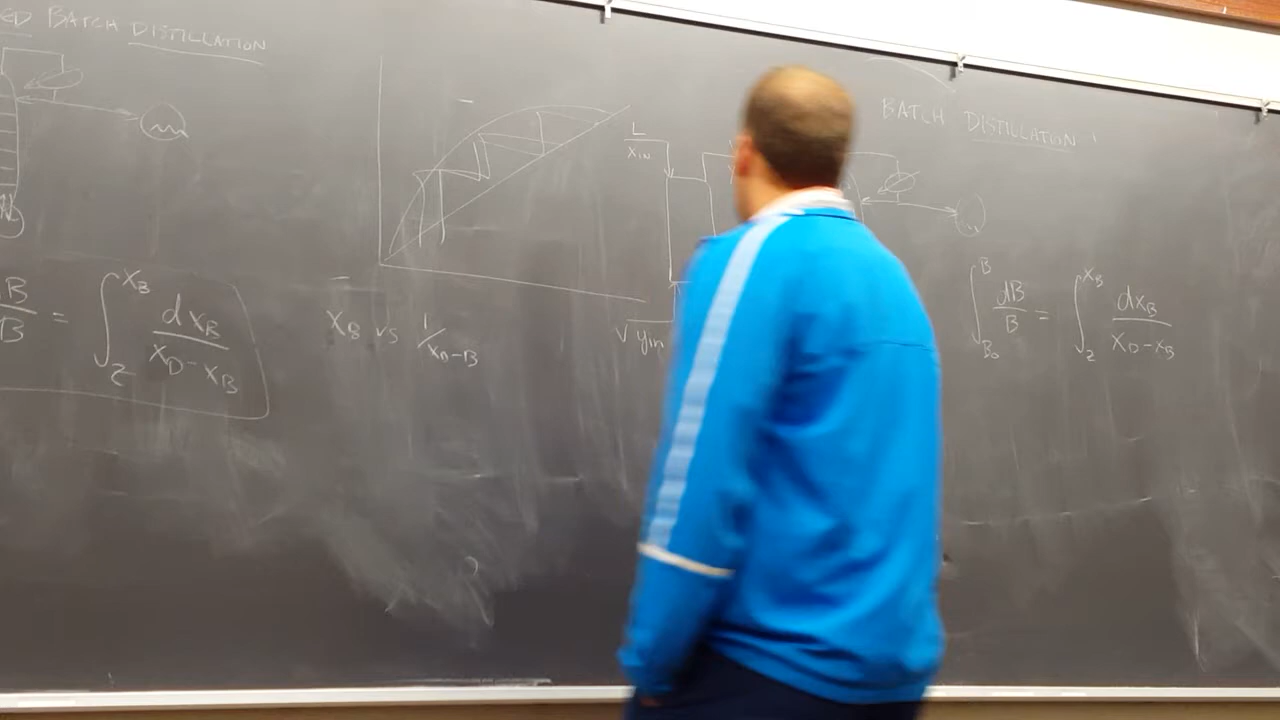 ED BATCH DISTILLATION
BATCH DISTILLATION
L
x_IN
B
B_0
dB
B
=
x_B
z
dx_B
x_D - x_B
B
B
=
x_B
z
dx_B
x_D - x_B
x_B vs 1/x_D-B
V y_in